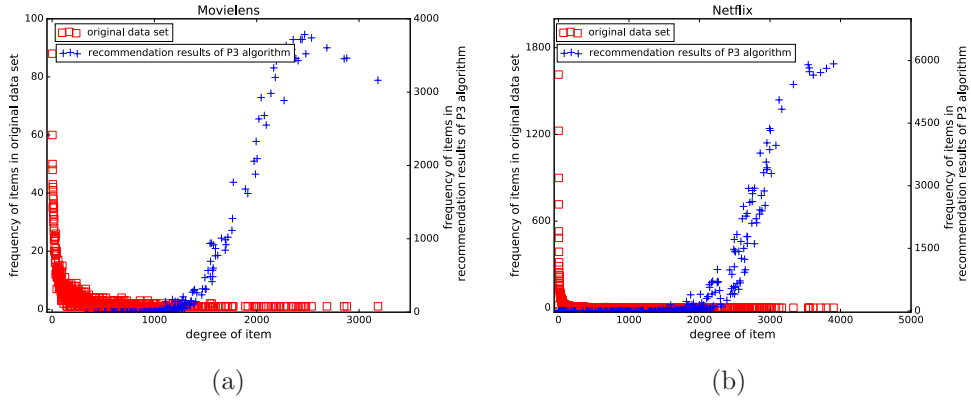 Movielens
original data set
recommendation results of P3 algorithm
100
80
60
40
20
0
4000
3000
2000
1000
0
0
1000
2000
3000
frequency of items in original data set
frequency of items in
recommendation results of P3 algorithm
degree of item
(a)
Netflix
original data set
recommendation results of P3 algorithm
1800
1200
600
0
6000
4500
3000
1500
0
0
1000
2000
3000
4000
5000
frequency of items in original data set
frequency of items in
recommendation results of P3 algorithm
degree of item
(b)